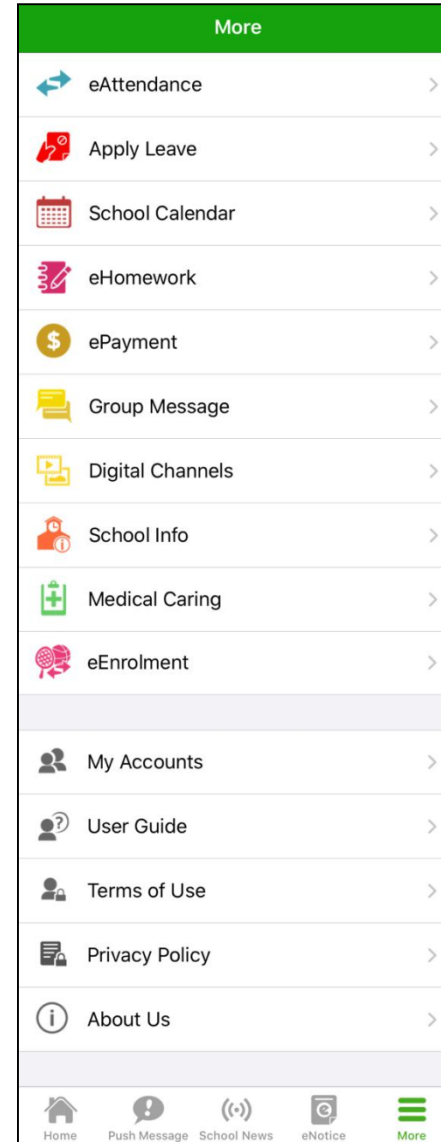 More
eAttendance
Apply Leave
School Calendar
eHomework
ePayment
Group Message
Digital Channels
School Info
Medical Caring
eEnrolment
My Accounts
User Guide
Terms of Use
Privacy Policy
About Us
Home Push Message School News eNotice More